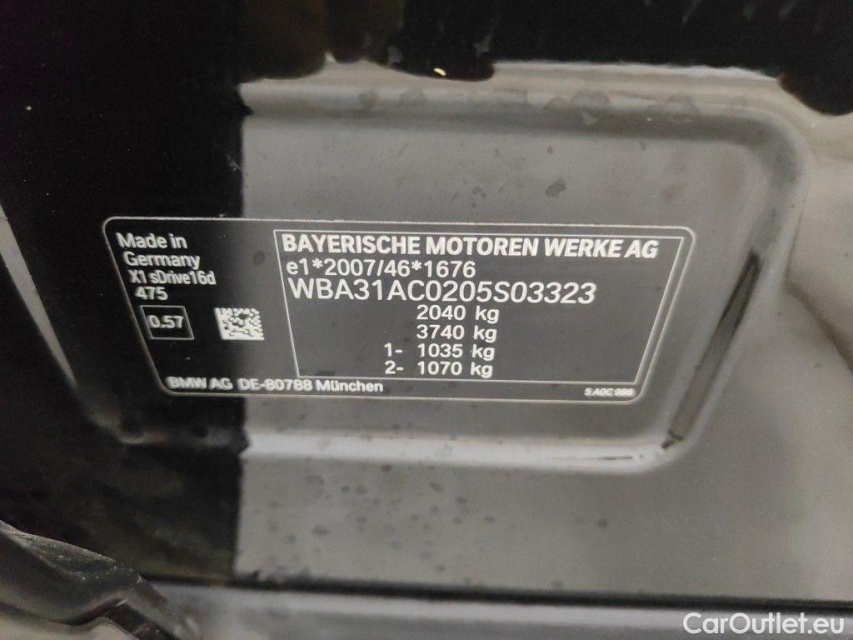 Made in
Germany
X1 sDrive16d
475
0.57
BAYERISCHE MOTOREN WERKE AG
e1*2007/46*1676
WBA31AC0205S03323
2040 kg
3740 kg
1- 1035 kg
2- 1070 kg
BMW AG DE-80788 München
CarOutlet.eu